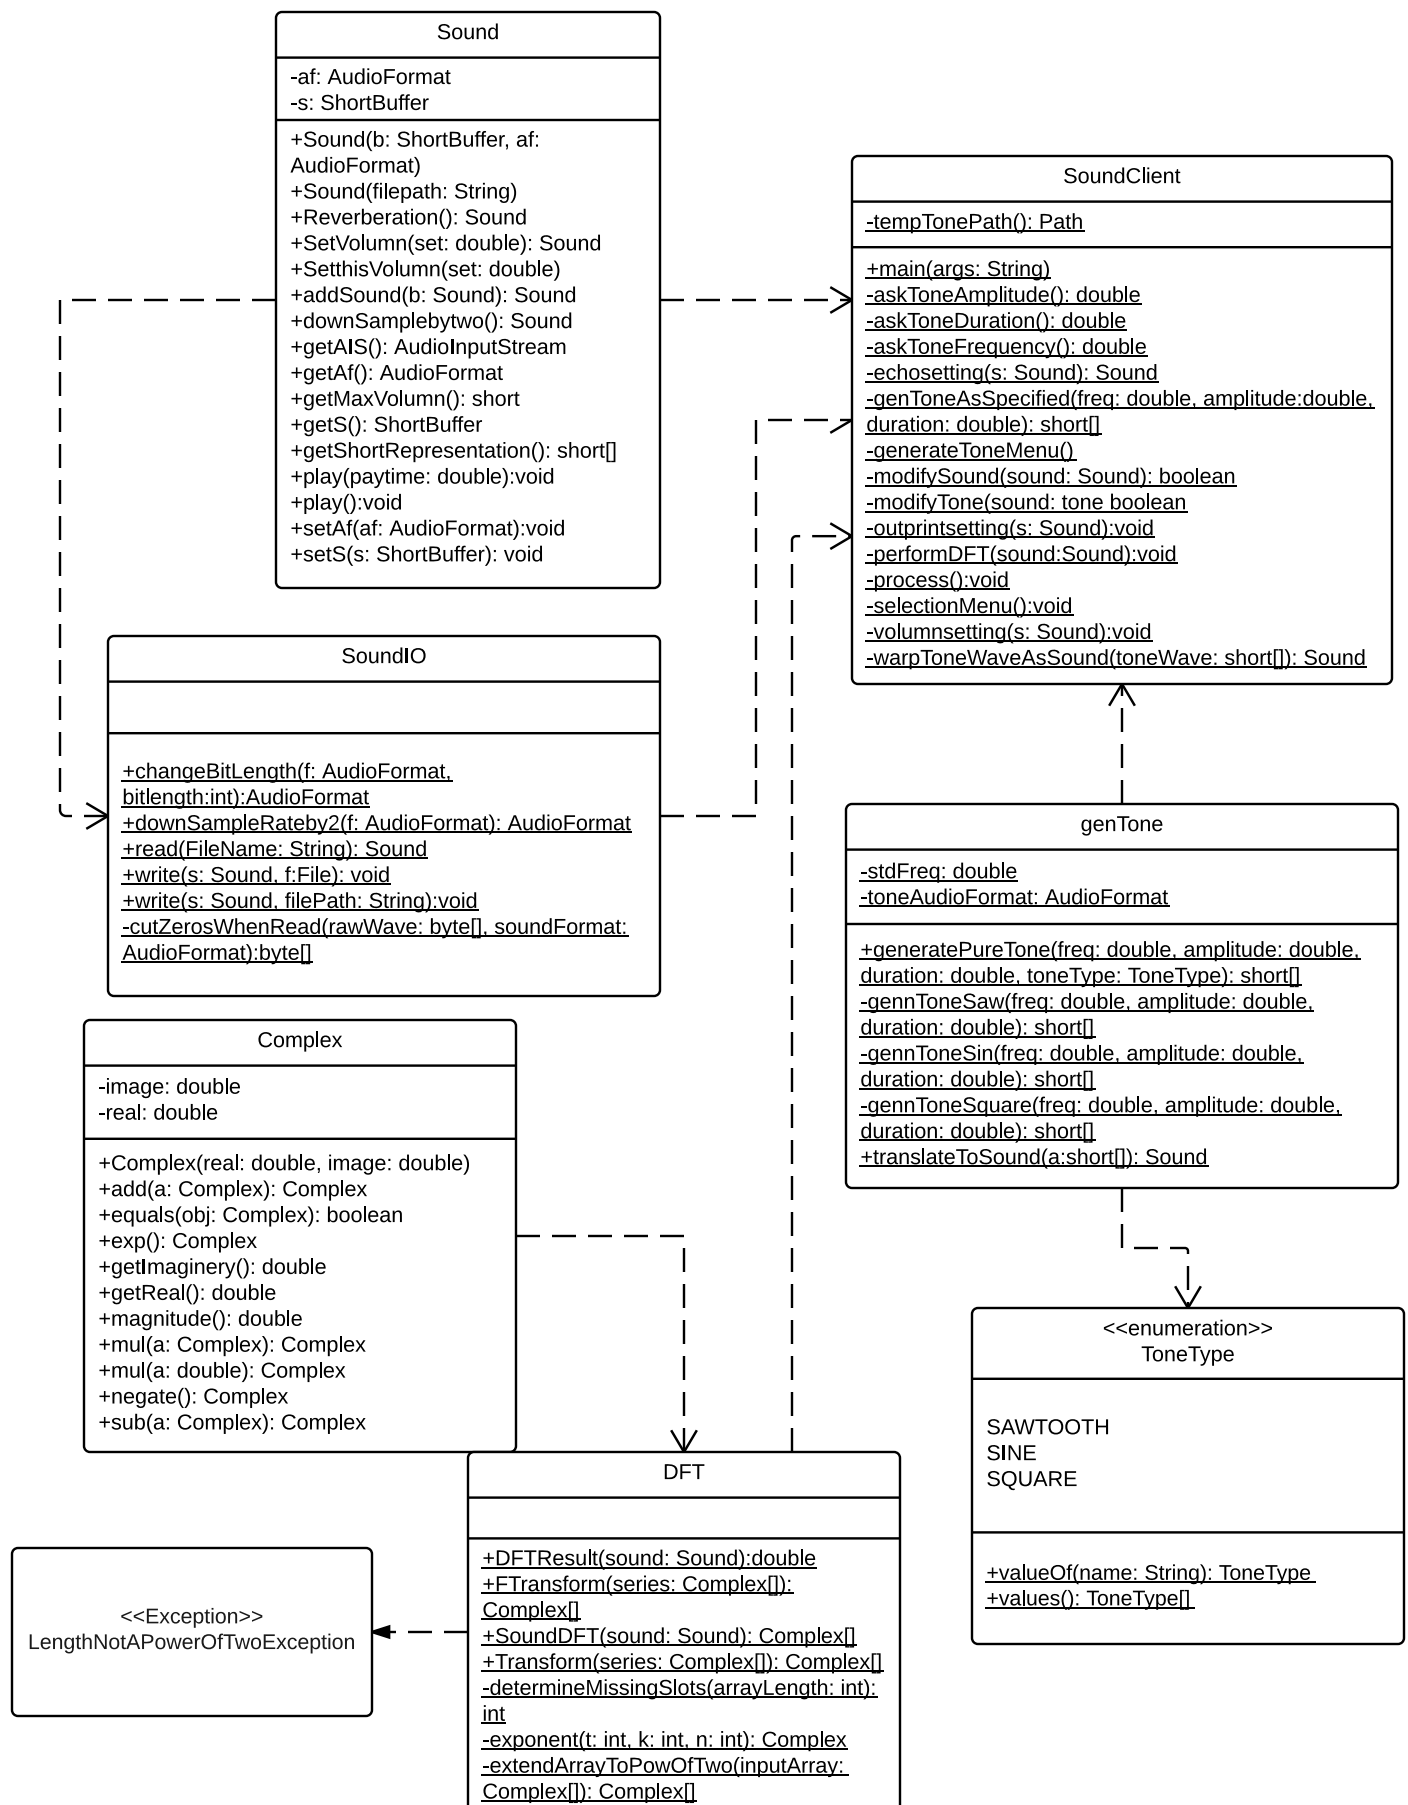 Sound
-af: AudioFormat
-s: ShortBuffer
+Sound(b: ShortBuffer, af:
AudioFormat)
+Sound(filepath: String)
+Reverberation(): Sound
+SetVolumn(set: double): Sound
+SetthisVolumn(set: double)
+addSound(b: Sound): Sound
+downSamplebytwo(): Sound
+getAIS(): AudioInputStream
+getAf(): AudioFormat
+getMaxVolumn(): short
+getS(): ShortBuffer
+getShortRepresentation(): short[]
+play(paytime: double):void
+play():void
+setAf(af: AudioFormat):void
+setS(s: ShortBuffer): void
SoundClient
-tempTonePath(): Path
+main(args: String)
-askToneAmplitude(): double
-askToneDuration(): double
-askToneFrequency(): double
-echosetting(s: Sound): Sound
-genToneAsSpecified(freq: double, amplitude:double,
duration: double): short[]
-generateToneMenu()
-modifySound(sound: Sound): boolean
-modifyTone(sound: tone boolean
-outprintsetting(s: Sound):void
-performDFT(sound:Sound):void
-process():void
-selectionMenu():void
-volumnsetting(s: Sound):void
-warpToneWaveAsSound(toneWave: short[]): Sound
SoundIO
+changeBitLength(f: AudioFormat,
bitlength:int):AudioFormat
+downSampleRateby2(f: AudioFormat): AudioFormat
+read(FileName: String): Sound
+write(s: Sound, f:File): void
+write(s: Sound, filePath: String):void
-cutZerosWhenRead(rawWave: byte[], soundFormat:
AudioFormat):byte[]
genTone
-stdFreq: double
-toneAudioFormat: AudioFormat
+generatePureTone(freq: double, amplitude: double,
duration: double, toneType: ToneType): short[]
-gennToneSaw(freq: double, amplitude: double,
duration: double): short[]
-gennToneSin(freq: double, amplitude: double,
duration: double): short[]
-gennToneSquare(freq: double, amplitude: double,
duration: double): short[]
+translateToSound(a:short[]): Sound
Complex
-image: double
-real: double
+Complex(real: double, image: double)
+add(a: Complex): Complex
+equals(obj: Complex): boolean
+exp(): Complex
+getImaginery(): double
+getReal(): double
+magnitude(): double
+mul(a: Complex): Complex
+mul(a: double): Complex
+negate(): Complex
+sub(a: Complex): Complex
<<enumeration>>
ToneType
SAWTOOTH
SINE
SQUARE
+valueOf(name: String): ToneType
+values(): ToneType[]
DFT
+DFTResult(sound: Sound):double
+FTransform(series: Complex[]):
Complex[]
+SoundDFT(sound: Sound): Complex[]
+Transform(series: Complex[]): Complex[]
-determineMissingSlots(arrayLength: int):
int
-exponent(t: int, k: int, n: int): Complex
-extendArrayToPowOfTwo(inputArray:
Complex[]): Complex[]
<<Exception>>
LengthNotAPowerOfTwoException